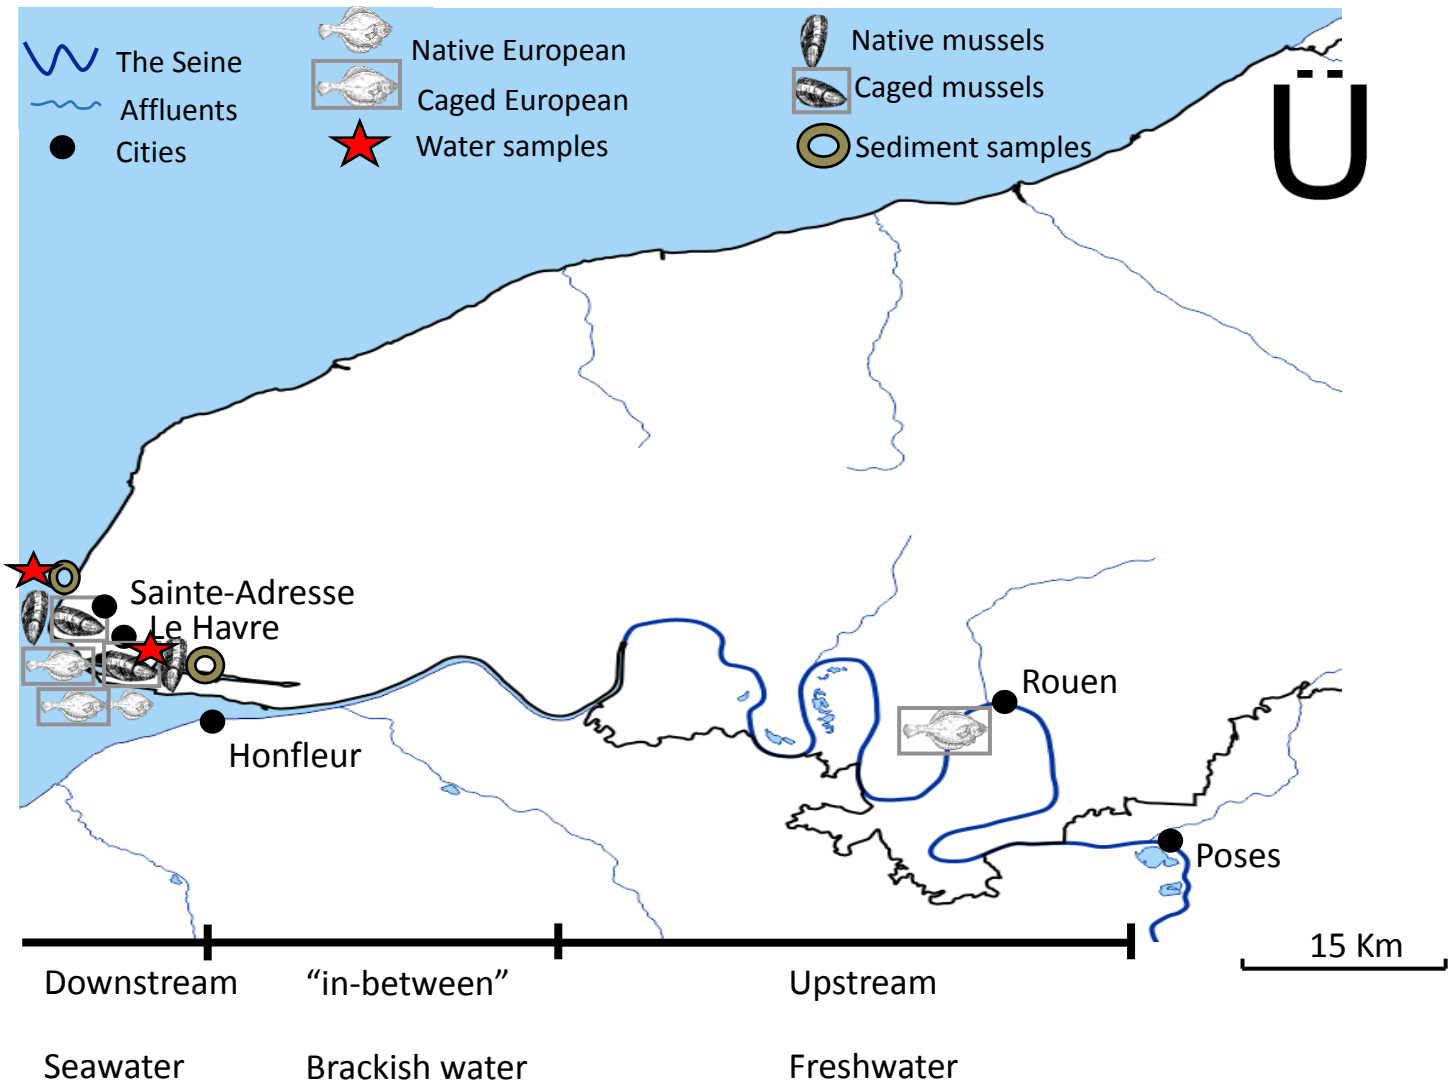 The Seine
Affluents
Cities
Native European
Caged European
Water samples
Native mussels
Caged mussels
Sediment samples
Ü
Sainte-Adresse
Le Havre
Honfleur
Rouen
Poses
15 Km
Downstream
“in-between”
Upstream
Seawater
Brackish water
Freshwater